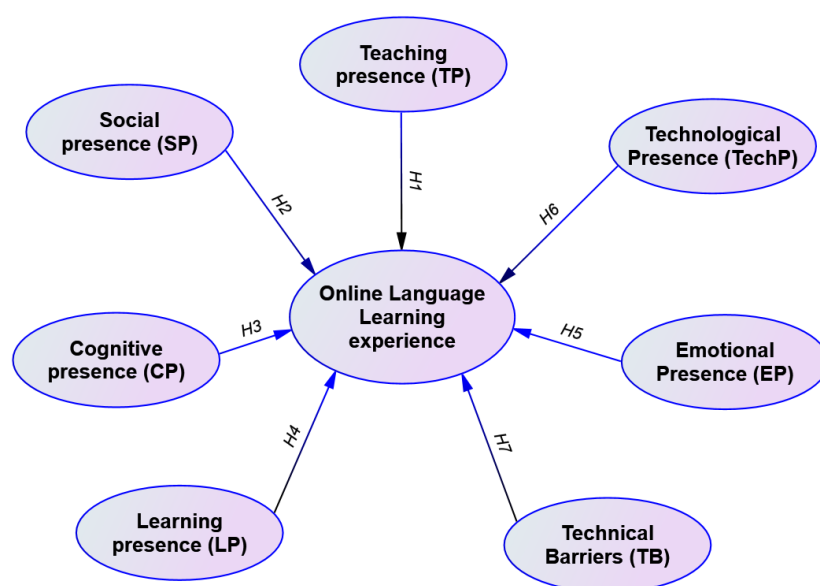 Teaching
presence (TP)
Social
presence (SP)
Technological
Presence (TechP)
H1
H2
H6
Online Language
Learning
experience
H3
H5
Cognitive
presence (CP)
Emotional
Presence (EP)
H4
H7
Learning
presence (LP)
Technical
Barriers (TB)